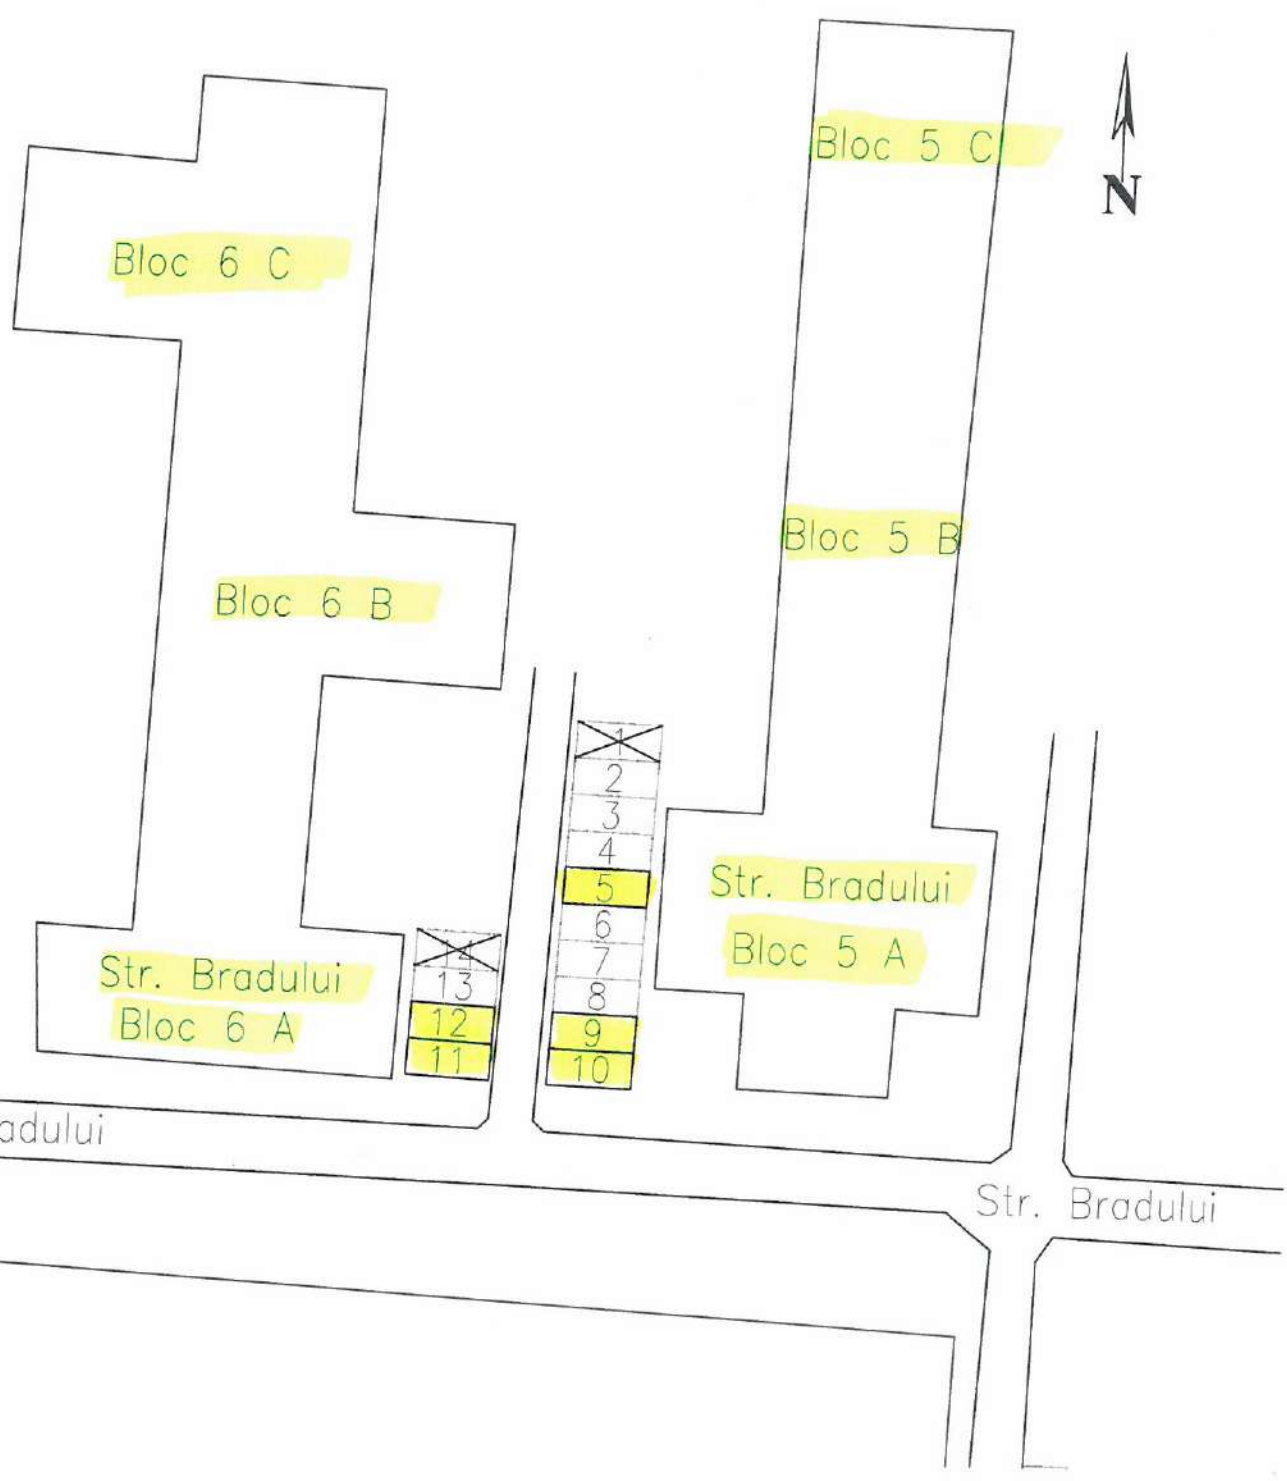 Bloc 5 C
N
Bloc 6 C
Bloc 5 B
Bloc 6 B
1
2
3
4
5
6
7
8
9
10
Str. Bradului
Bloc 5 A
14
13
12
11
Str. Bradului
Bloc 6 A
adului
Str. Bradului